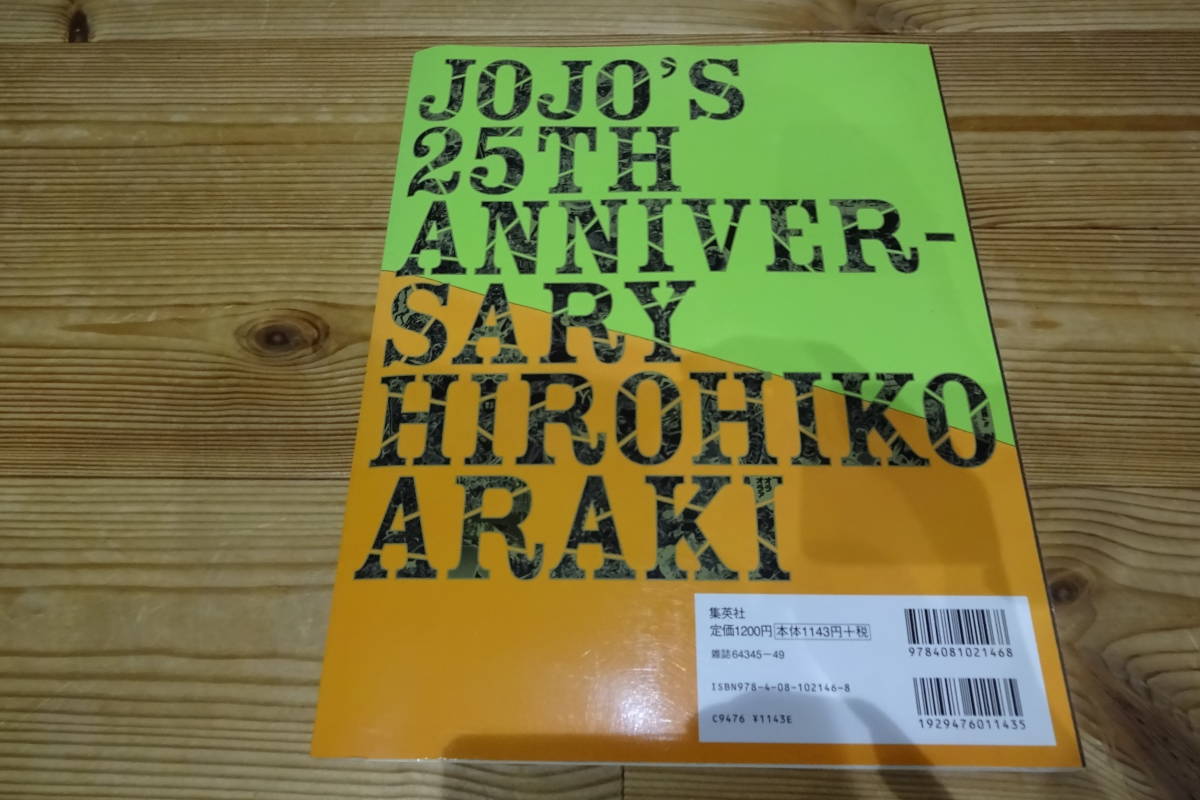 JOJO'S
25TH
ANNIVER-
SARY
HIROHIKO
ARAKI
集英社
定価1200円 本体1143円+税
雑誌64345-49
ISBN978-4-08-102146-8
C9476 ¥1143E
9784081021468
1929476011435